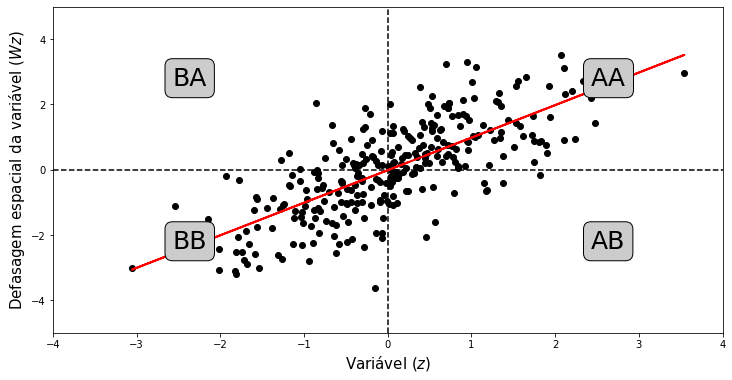 BA
AA
BB
AB
4
2
0
−2
−4
−4
−3
−2
−1
0
1
2
3
4
Defasagem espacial da variável (Wz)
Variável (z)